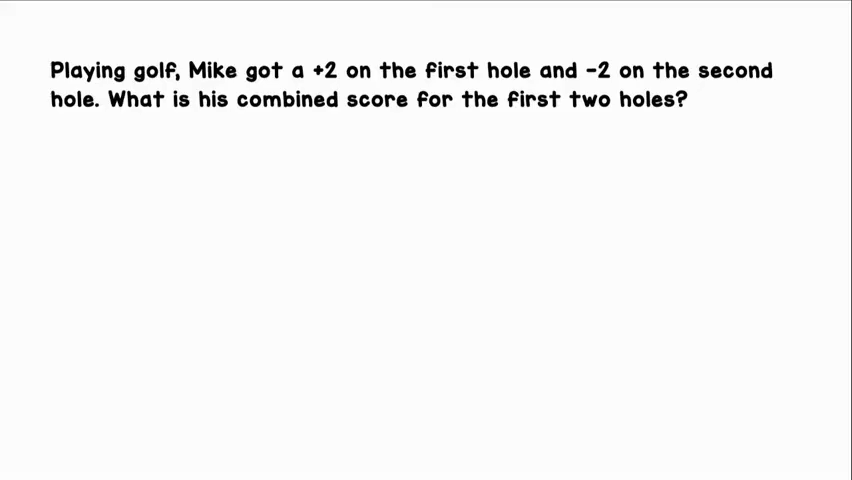 Playing golf, Mike got a +2 on the first hole and -2 on the second
hole. What is his combined score for the first two holes?